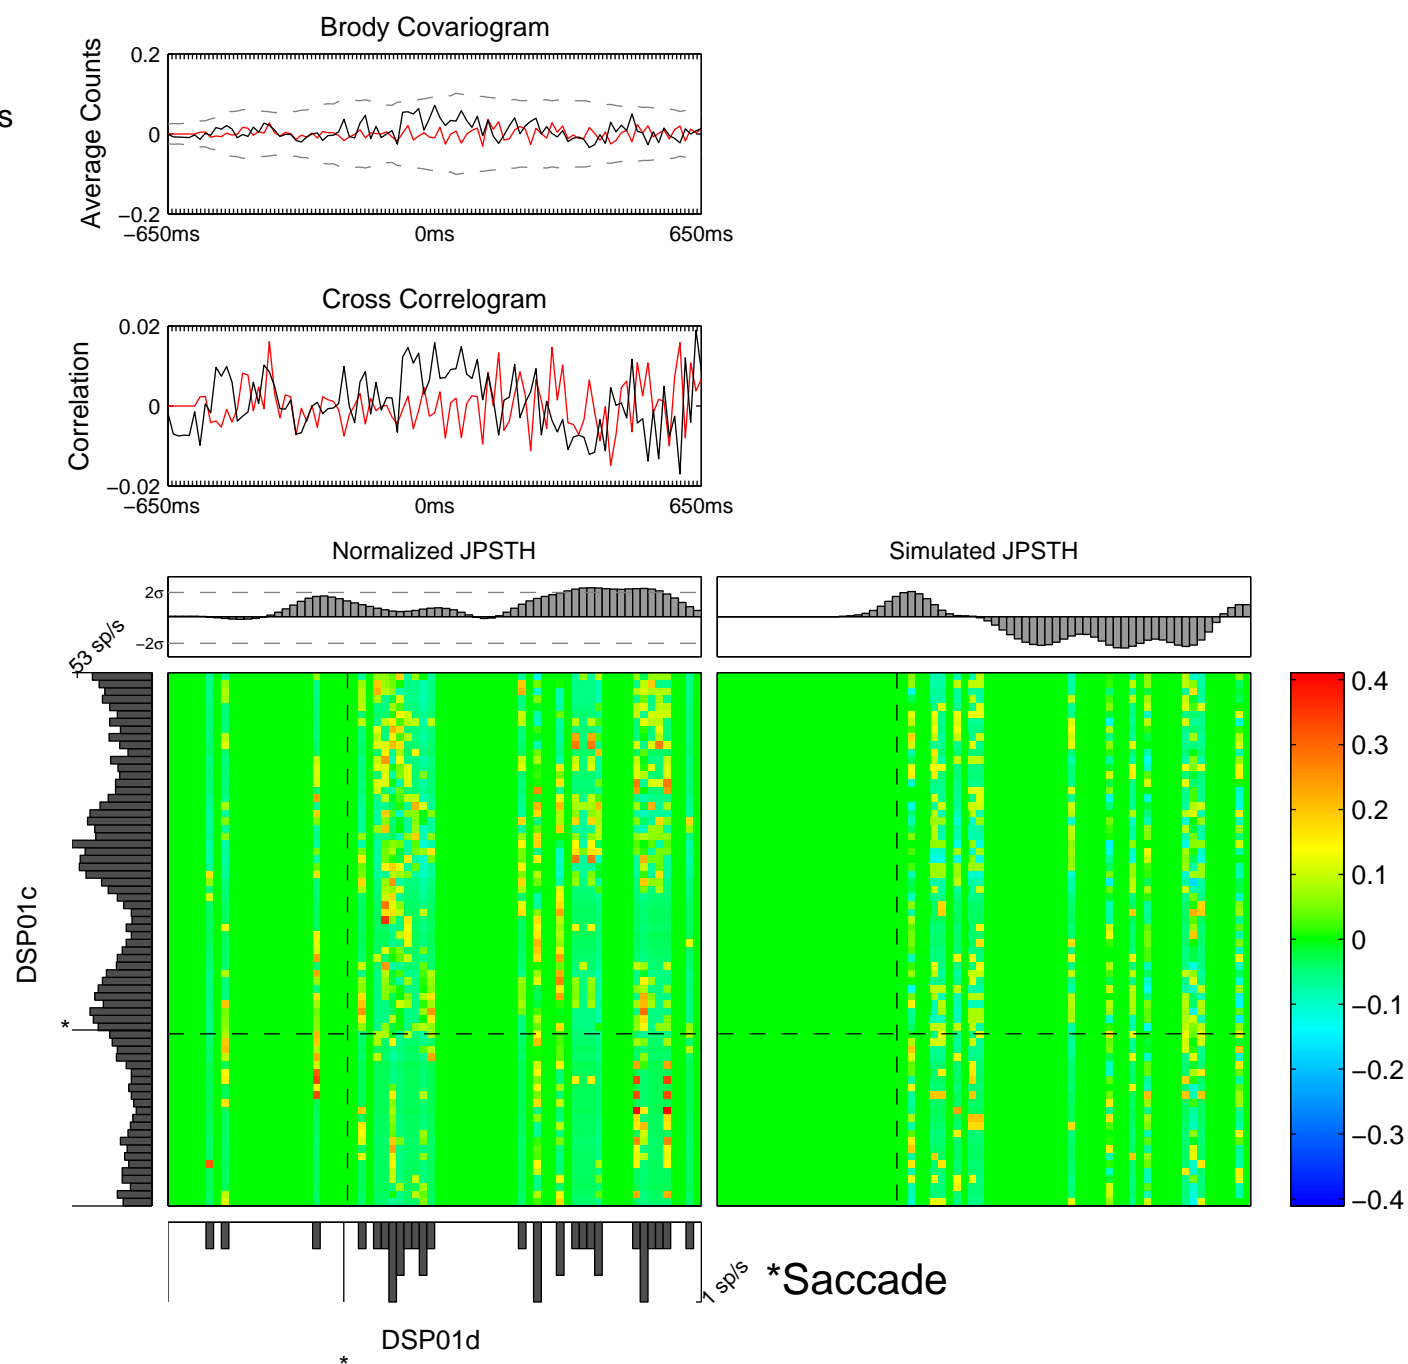 Brody Covariogram
s
Average Counts
0.2
0
−0.2
−650ms
0ms
650ms
Cross Correlogram
Correlation
0.02
0
−0.02
−650ms
0ms
650ms
Normalized JPSTH
Simulated JPSTH
2σ
−2σ
53 sp/s
DSP01c
*
0.4
0.3
0.2
0.1
0
−0.1
−0.2
−0.3
−0.4
1 sp/s
*Saccade
DSP01d
*